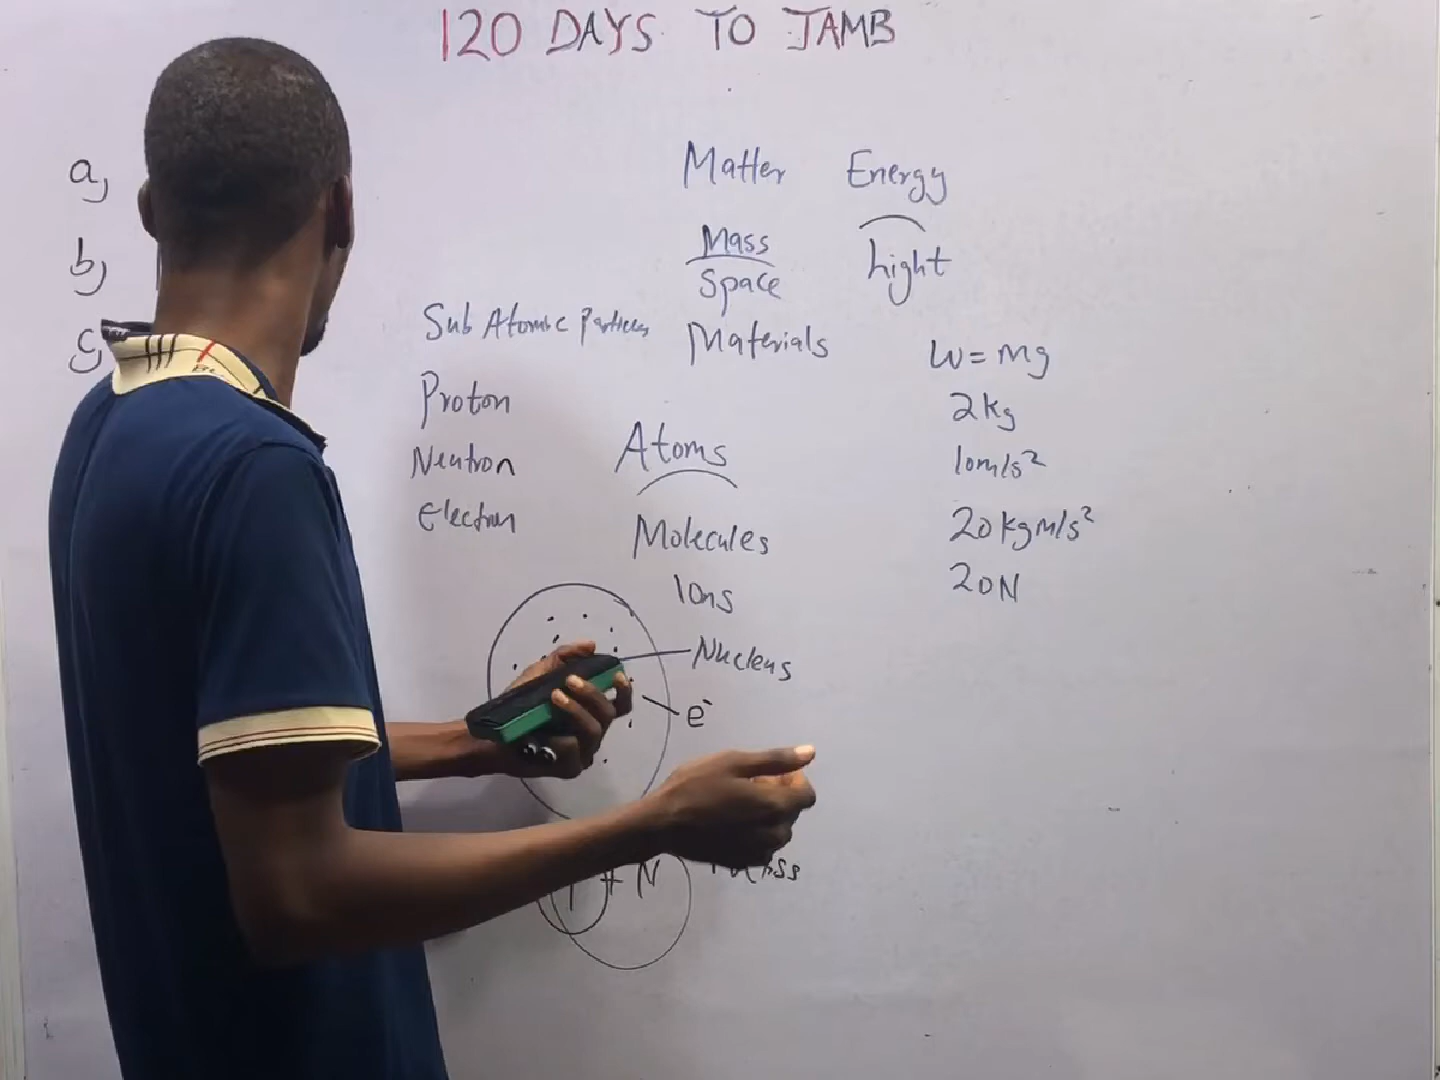 120 DAYS TO JAMB
a,
b,
c,
Matter Energy
Mass
Space
Light
Sub Atomic Particles
Materials
Proton
Neutron
Electron
Atoms
Molecules
Ions
Nucleus
e-
P + N
W = mg
2kg
10m/s²
20kgm/s²
20N